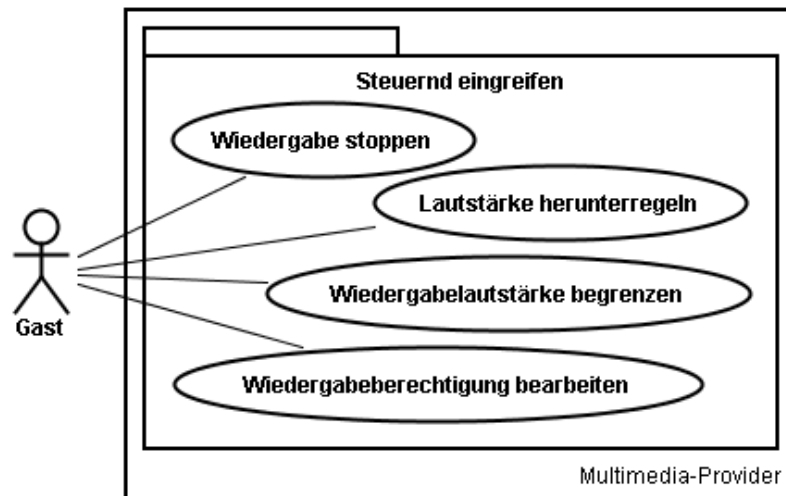 Steuernd eingreifen
Wiedergabe stoppen
Lautstärke herunterregeln
Wiedergabelautstärke begrenzen
Gast
Wiedergabeberechtigung bearbeiten
Multimedia-Provider